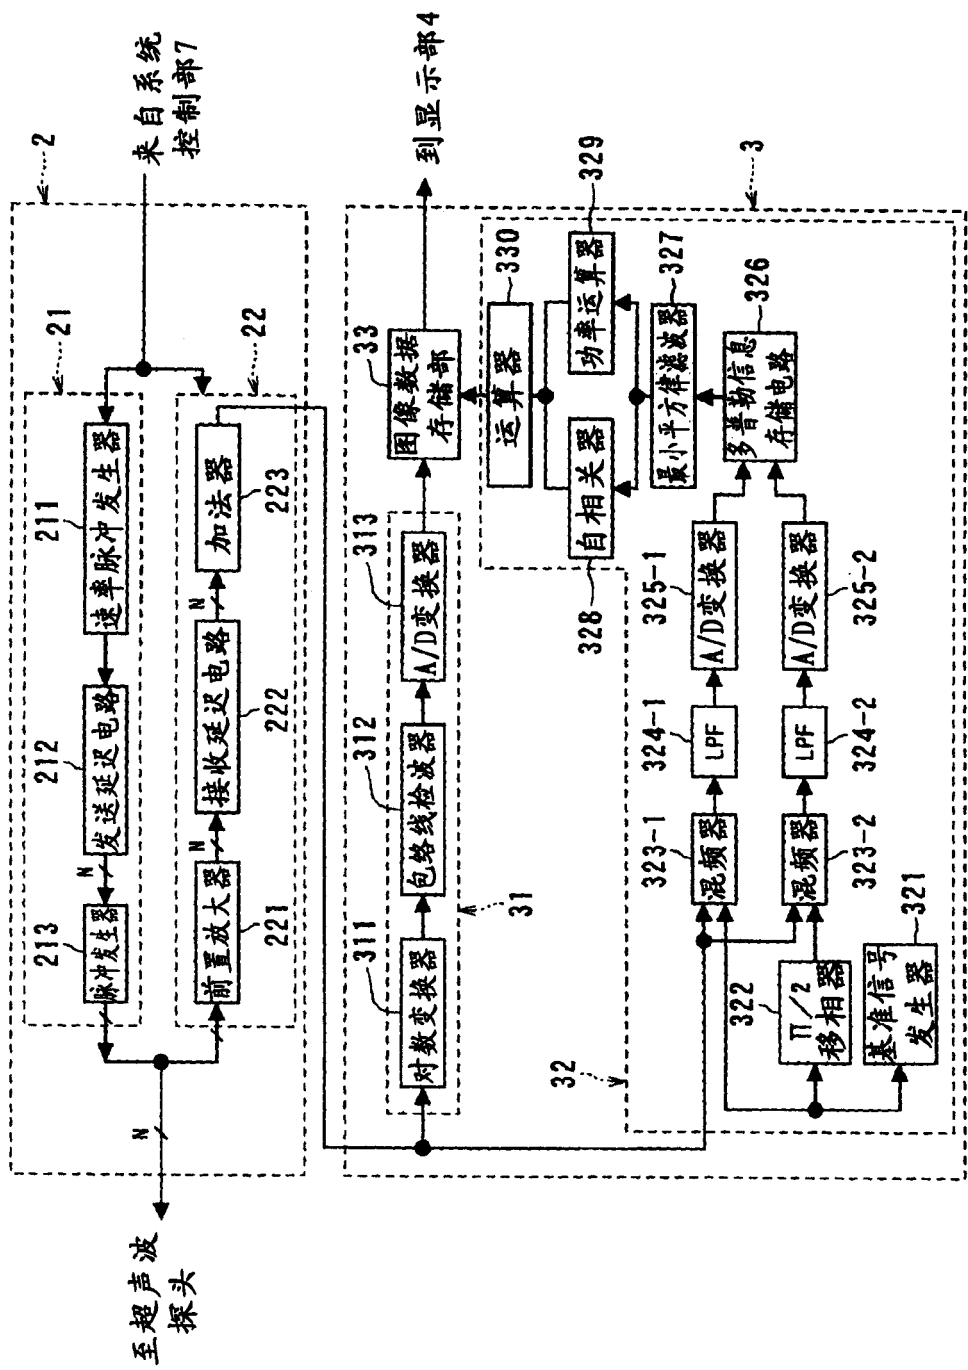 2
来自系统
控制部7
21
211
速率脉冲发生器
212
发送延迟电路
N
213
脉冲发生器
22
223
加法器
N
222
接收延迟电路
N
221
前置放大器
N
至超声波
探头
到显示部4
33
图像数据
存储部
313
A/D变换器
312
包络线检波器
311
对数变换器
31
3
330
运算器
329
功率运算器
328
自相关器
327
最小平方律滤波器
326
多普勒信息
存储电路
325-1
A/D变换器
324-1
LPF
323-1
混频器
325-2
A/D变换器
324-2
LPF
323-2
混频器
322
Π/2
移相器
321
基准信号
发生器
32